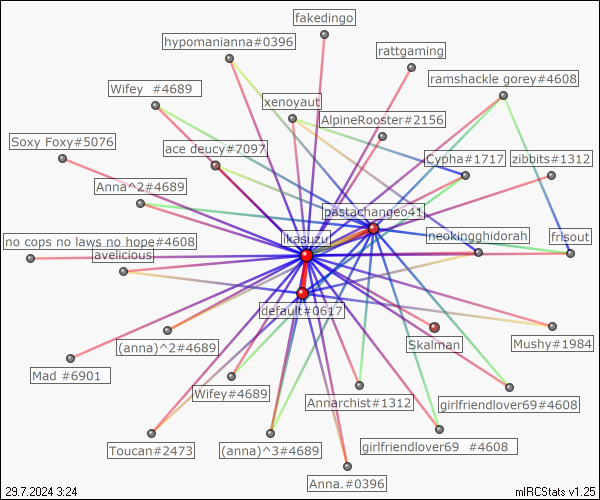 fakedingo
hypomanianna#0396
rattgaming
ramshackle gorey#4608
Wifey  #4689
xenoyaut
AlpineRooster#2156
Soxy Foxy#5076
ace deucy#7097
Cypha#1717
zibbits#1312
Anna^2#4689
pastachangeo41
ikasuzu
neokingghidorah
frisout
no cops no laws no hope#4608
avelicious
default#0617
(anna)^2#4689
Skalman
Mushy#1984
Mad #6901
Wifey#4689
Annarchist#1312
girlfriendlover69#4608
Toucan#2473
(anna)^3#4689
girlfriendlover69  #4608
Anna.#0396
29.7.2024 3:24
mIRCStats v1.25